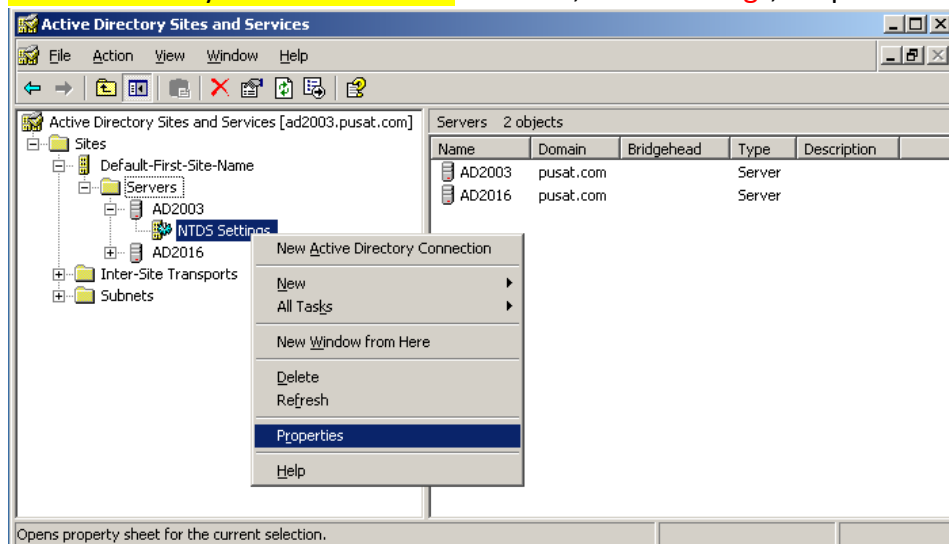 Active Directory Sites and Services
File Action View Window Help
Active Directory Sites and Services [ad2003.pusat.com]
Servers 2 objects
Sites
Default-First-Site-Name
Servers
AD2003
NTDS Settings
AD2016
Inter-Site Transports
Subnets
Name Domain Bridgehead Type Description
AD2003 pusat.com Server
AD2016 pusat.com Server
New Active Directory Connection
New
All Tasks
New Window from Here
Delete
Refresh
Properties
Help
Opens property sheet for the current selection.